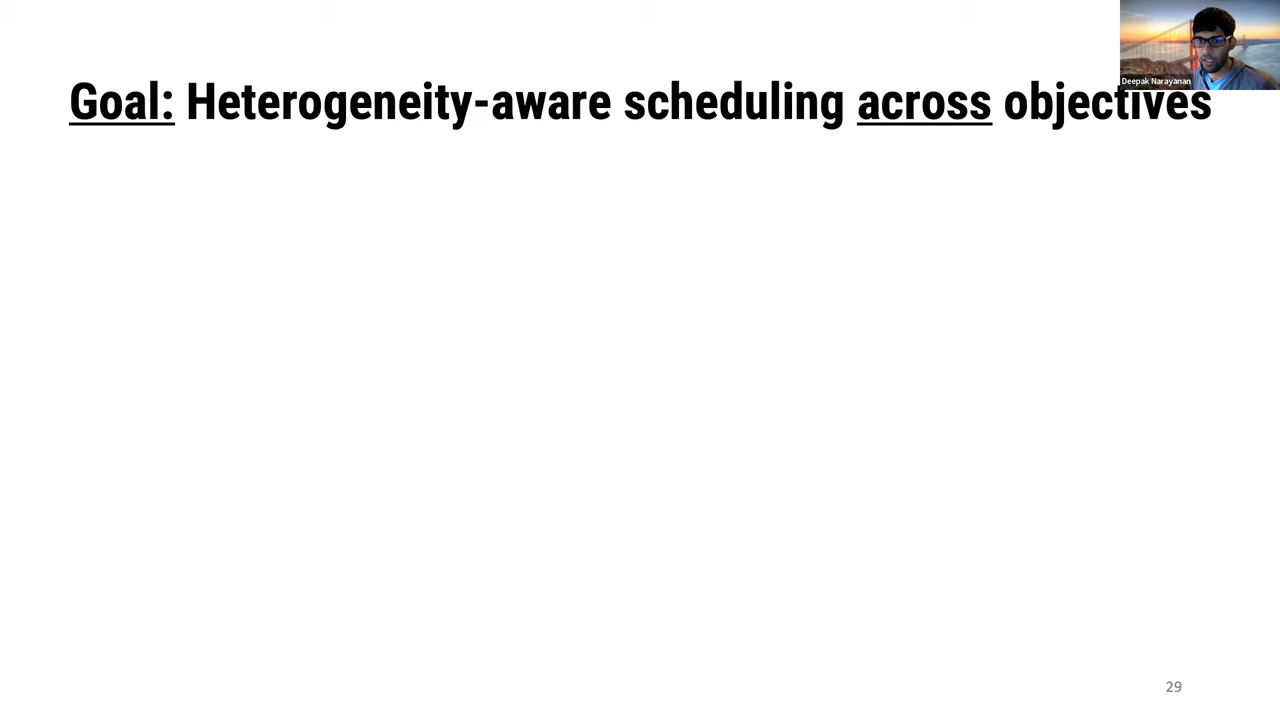 Deepak Narayanan
Goal: Heterogeneity-aware scheduling across objectives
29